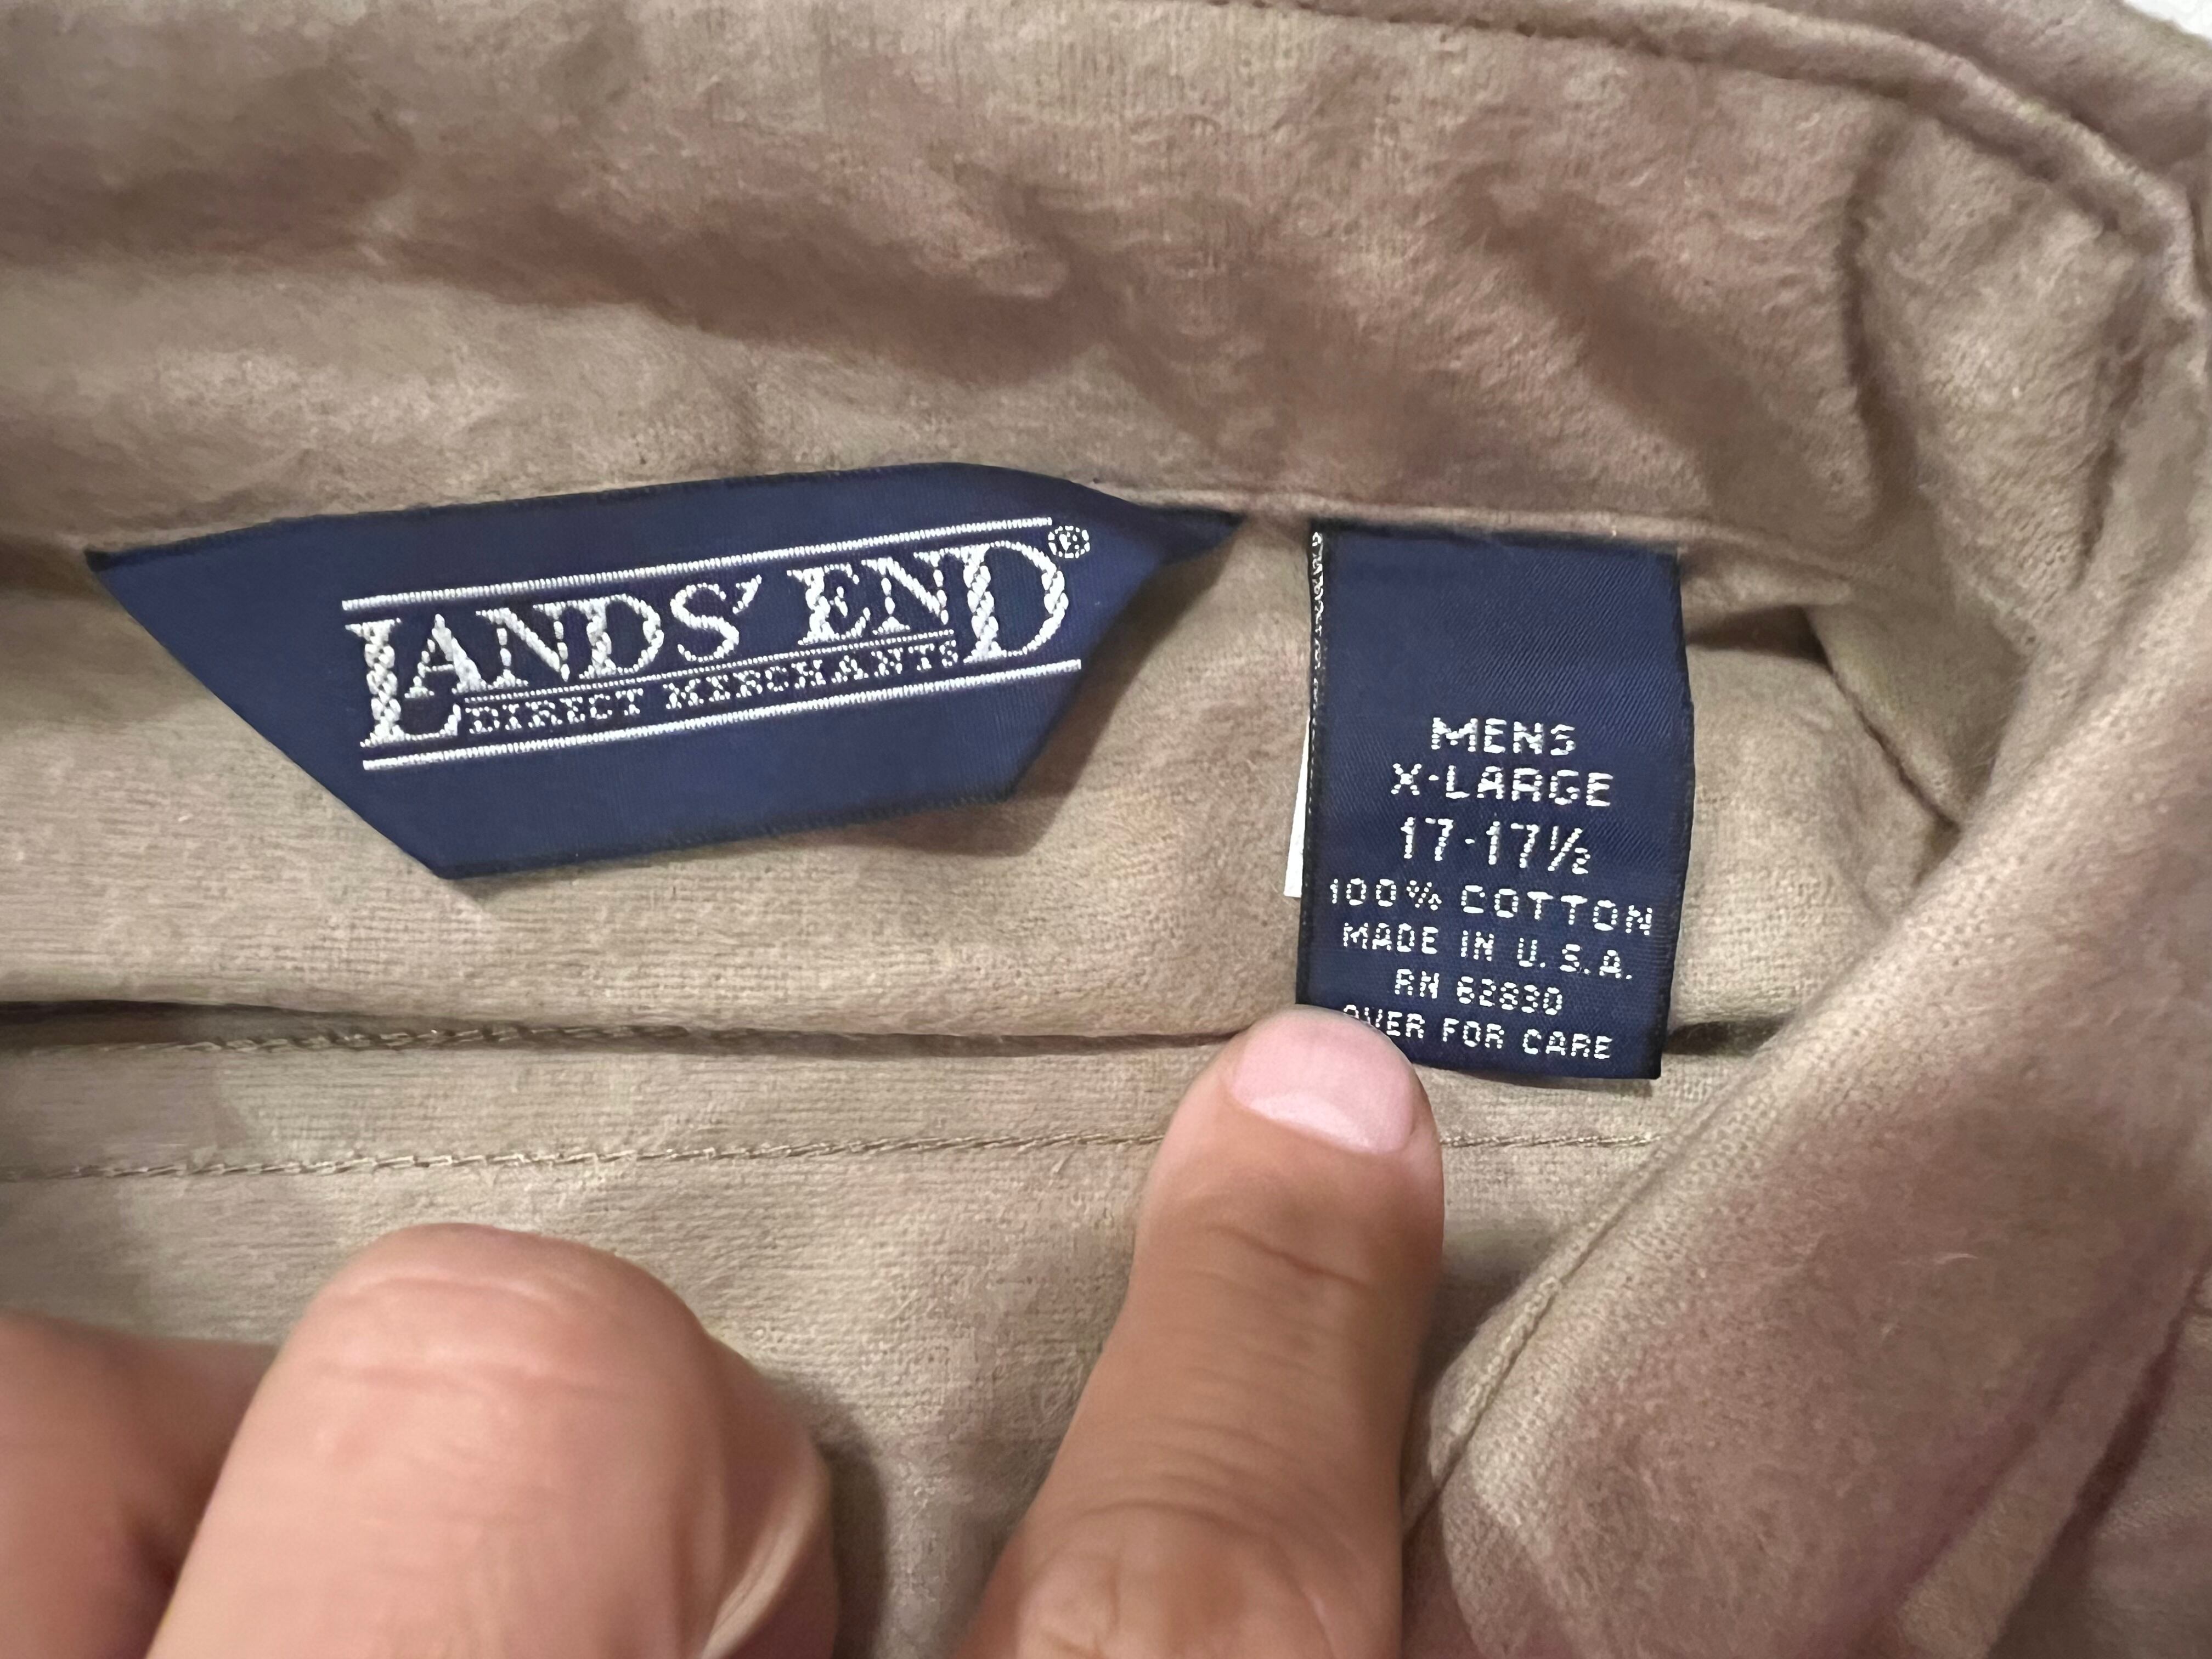 LANDS' END®
DIRECT MERCHANTS
MENS
X-LARGE
17-17½
100% COTTON
MADE IN U.S.A.
RN 62830
OVER FOR CARE